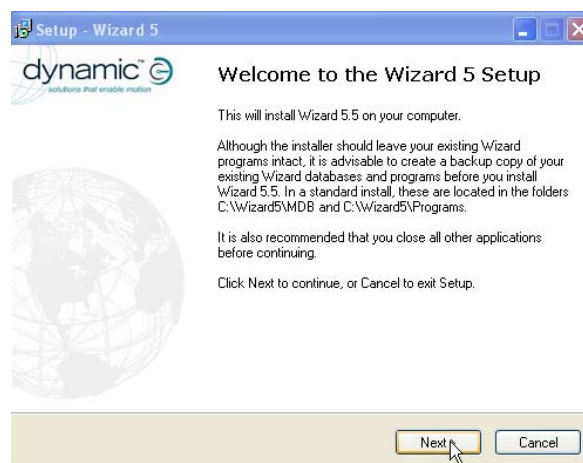 Setup - Wizard 5
dynamic™
solutions that enable motion
Welcome to the Wizard 5 Setup
This will install Wizard 5.5 on your computer.
Although the installer should leave your existing Wizard
programs intact, it is advisable to create a backup copy of your
existing Wizard databases and programs before you install
Wizard 5.5. In a standard install, these are located in the folders
C:\Wizard5\MDB and C:\Wizard5\Programs.
It is also recommended that you close all other applications
before continuing.
Click Next to continue, or Cancel to exit Setup.
Next >
Cancel